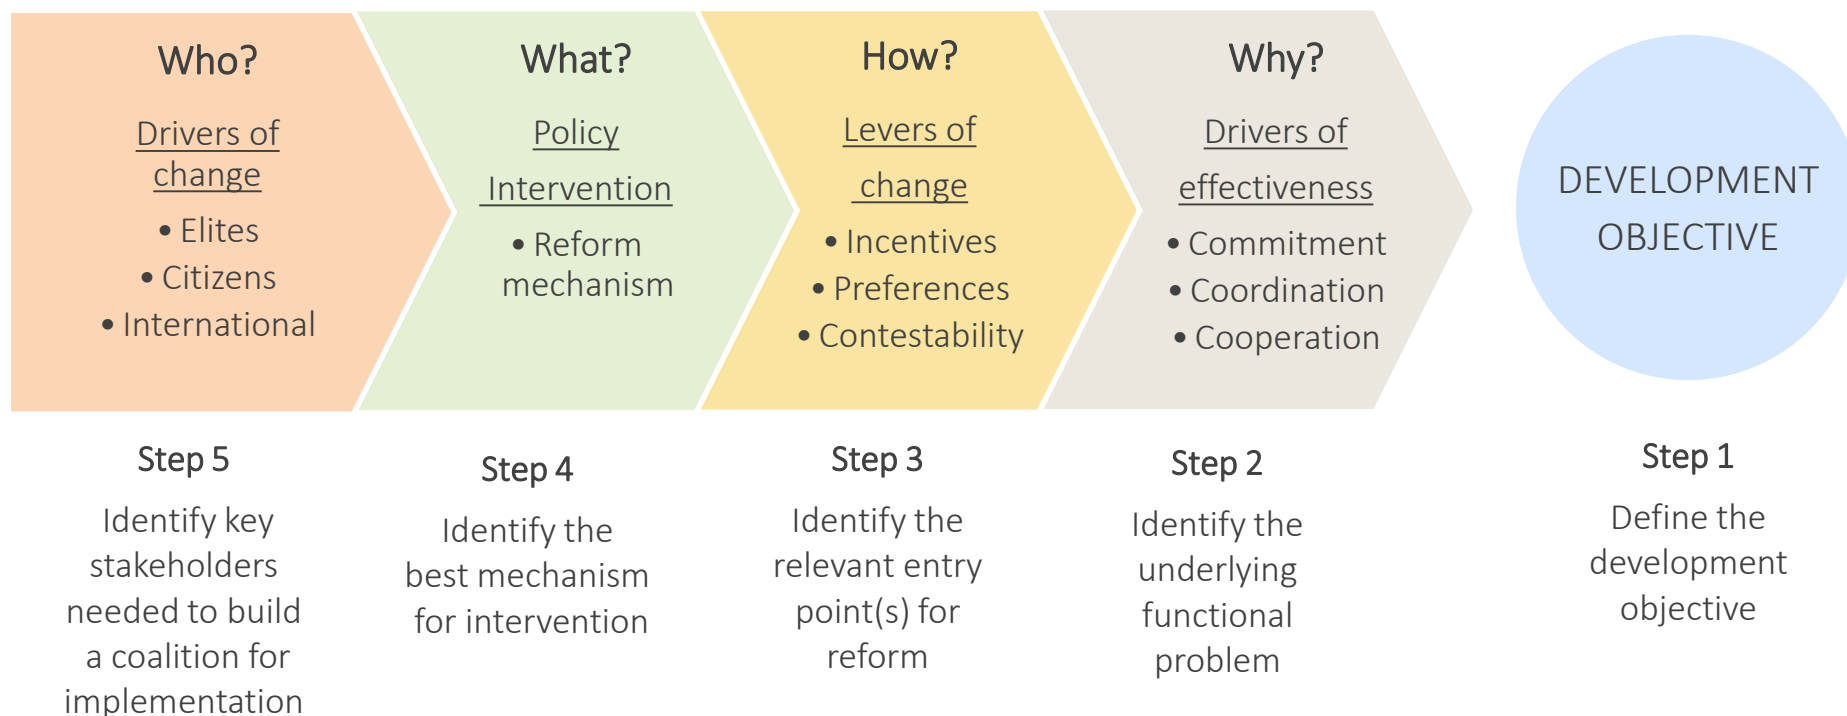 Who?
Drivers of
change
• Elites
• Citizens
• International
What?
Policy
Intervention
• Reform
mechanism
How?
Levers of
change
• Incentives
• Preferences
• Contestability
Why?
Drivers of
effectiveness
• Commitment
• Coordination
• Cooperation
DEVELOPMENT
OBJECTIVE
Step 5
Identify key
stakeholders
needed to build
a coalition for
implementation
Step 4
Identify the
best mechanism
for intervention
Step 3
Identify the
relevant entry
point(s) for
reform
Step 2
Identify the
underlying
functional
problem
Step 1
Define the
development
objective